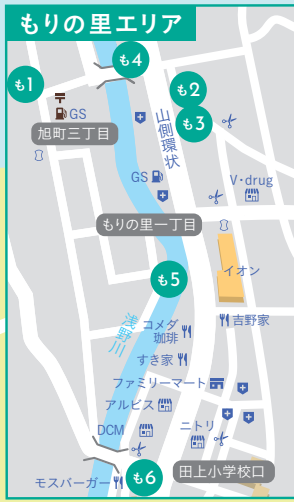 もりの里エリア
も1
も4
も2
も3
GS
旭町三丁目
山側環状
GS
V・drug
もりの里一丁目
も5
イオン
浅野川
コメダ
珈琲
吉野家
すき家
ファミリーマート
アルビス
DCM
ニトリ
も6
モスバーガー
田上小学校口